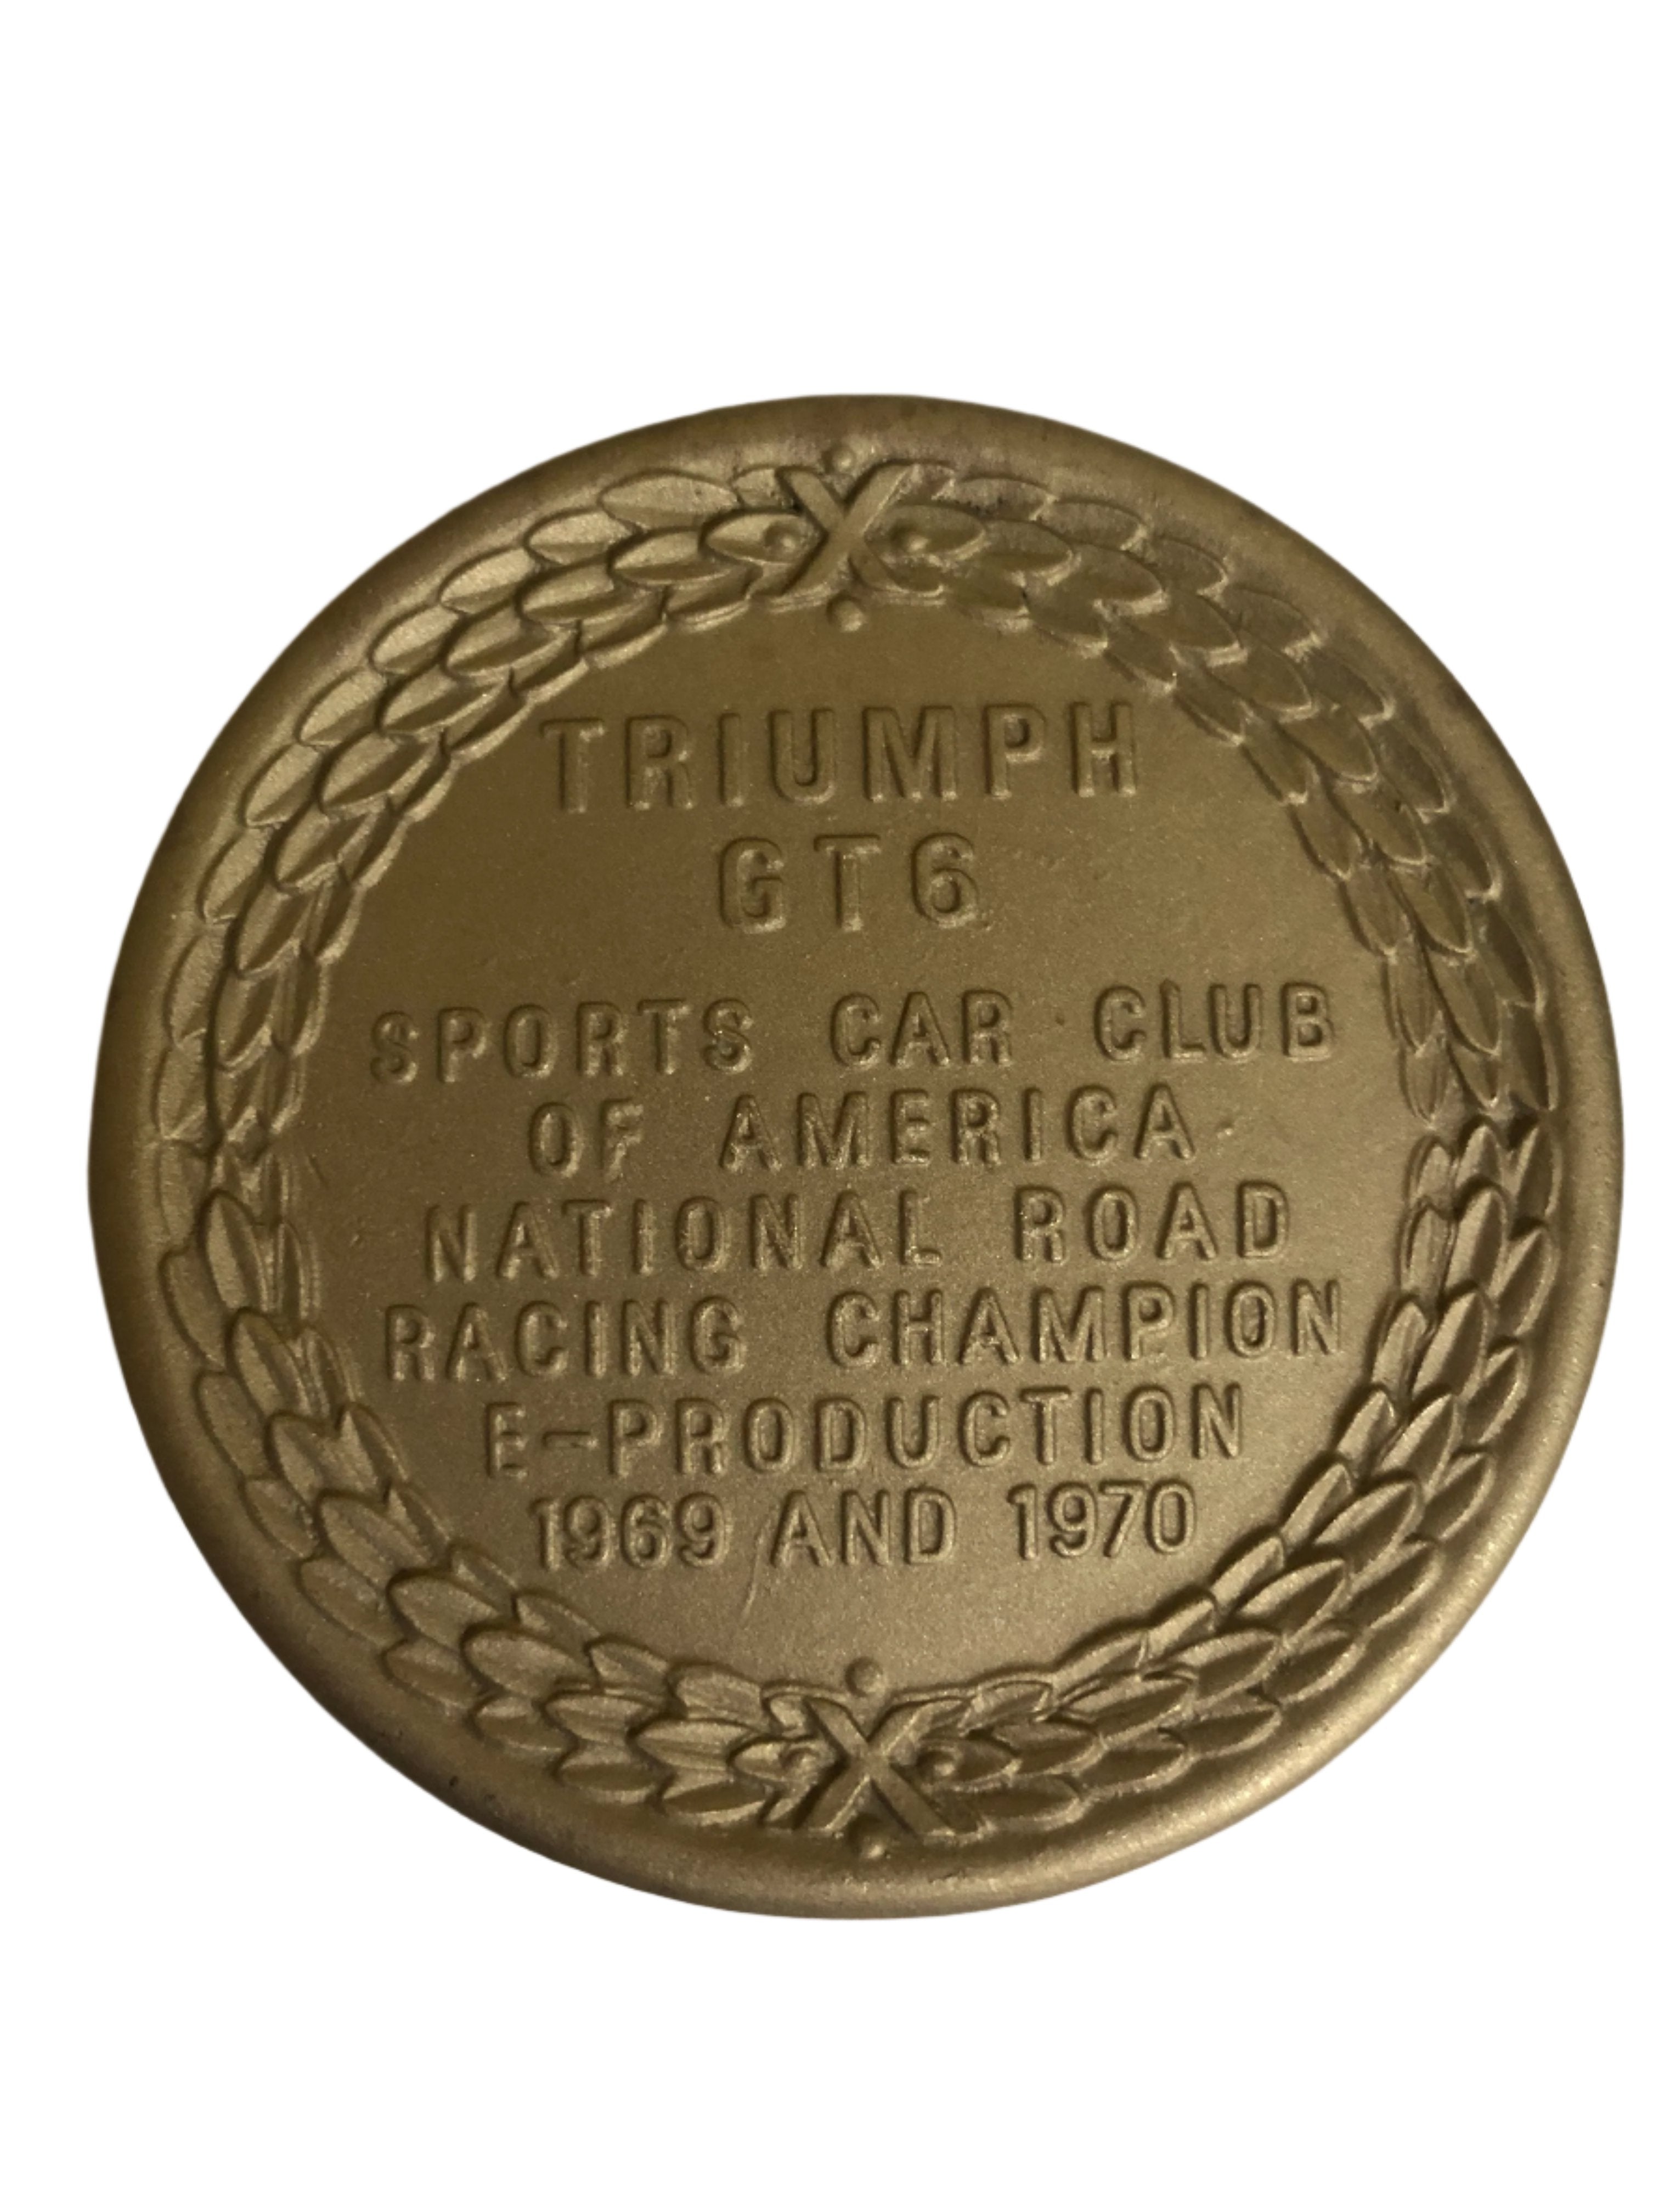 TRIUMPH
GT6
SPORTS CAR CLUB
OF AMERICA
NATIONAL ROAD
RACING CHAMPION
E-PRODUCTION
1969 AND 1970